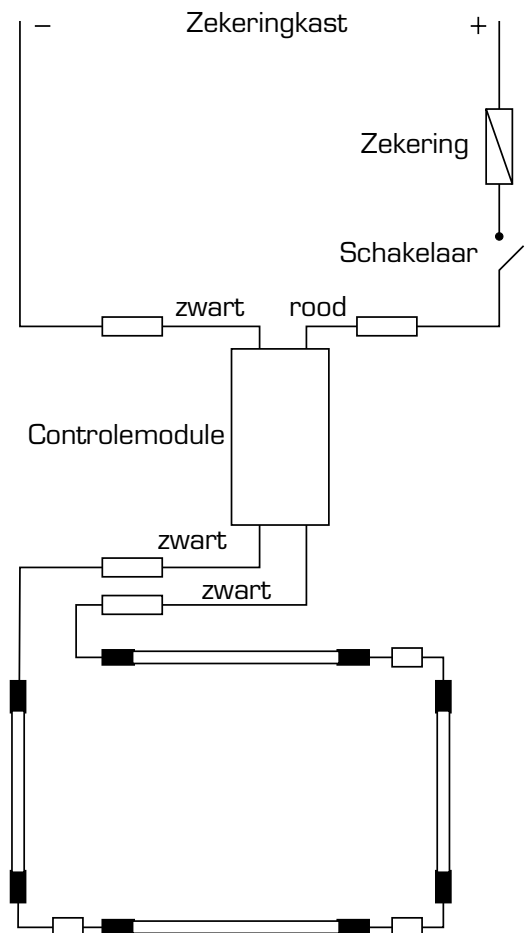 − Zekeringkast +
Zekering
Schakelaar
zwart rood
Controlemodule
zwart
zwart